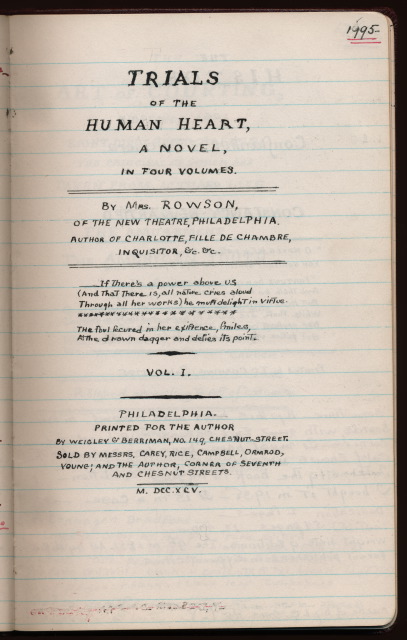 1995-
TRIALS
OF THE
HUMAN HEART,
A NOVEL,
IN FOUR VOLUMES.
BY MRS. ROWSON,
OF THE NEW THEATRE, PHILADELPHIA.
AUTHOR OF CHARLOTTE, FILLE DE CHAMBRE,
INQUISITOR, &c. &c.
If There's a power above us
(And That There is, all nature cries aloud
Through all her works) he muſt delight in Virtue.
The ſoul ſecured in her exiſtence, ſmiles,
At the drawn dagger and defies its point.
VOL. I.
PHILADELPHIA.
PRINTED FOR THE AUTHOR
BY WRIGLEY & BERRIMAN, NO. 149, CHESNUT-STREET.
SOLD BY MESSRS. CAREY, RICE, CAMPBELL, ORMROD,
YOUNG; AND THE AUTHOR, CORNER OF SEVENTH
AND CHESNUT STREETS.
M. DCC. XCV.